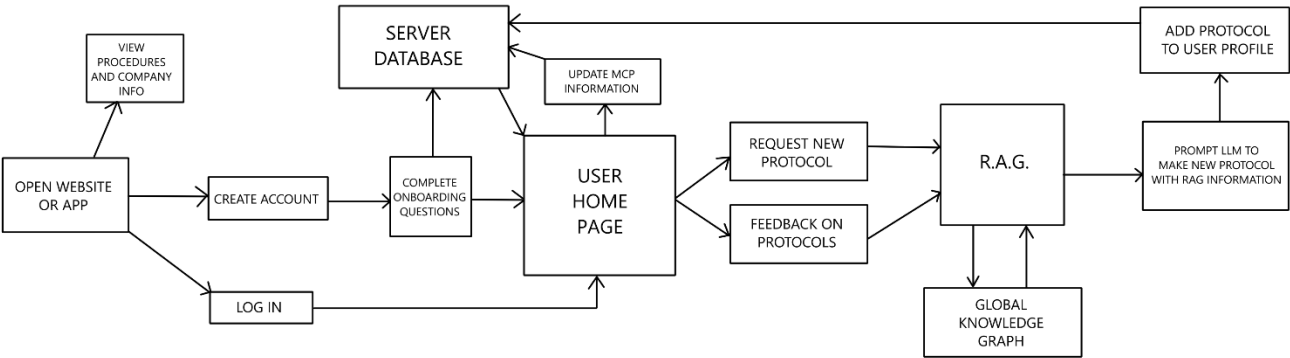 VIEW
PROCEDURES
AND COMPANY
INFO
OPEN WEBSITE
OR APP
CREATE ACCOUNT
LOG IN
COMPLETE
ONBOARDING
QUESTIONS
SERVER
DATABASE
UPDATE MCP
INFORMATION
USER
HOME
PAGE
REQUEST NEW
PROTOCOL
FEEDBACK ON
PROTOCOLS
R.A.G.
GLOBAL
KNOWLEDGE
GRAPH
PROMPT LLM TO
MAKE NEW PROTOCOL
WITH RAG INFORMATION
ADD PROTOCOL
TO USER PROFILE